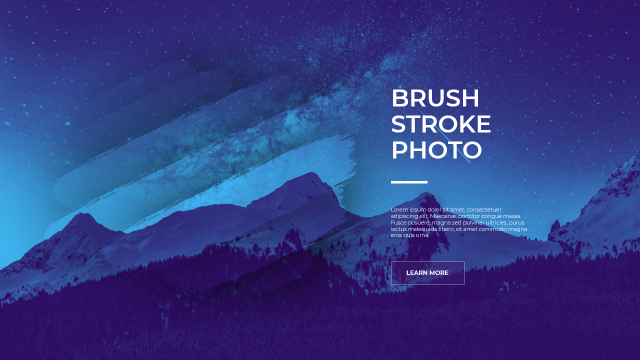 BRUSH
STROKE
PHOTO
Lorem ipsum dolor sit amet, consectetuer
adipiscing elit. Maecenas porttitor congue massa.
Fusce posuere, magna sed pulvinar ultricies, purus
lectus malesuada libero, sit amet commodo magna
eros quis urna.
LEARN MORE